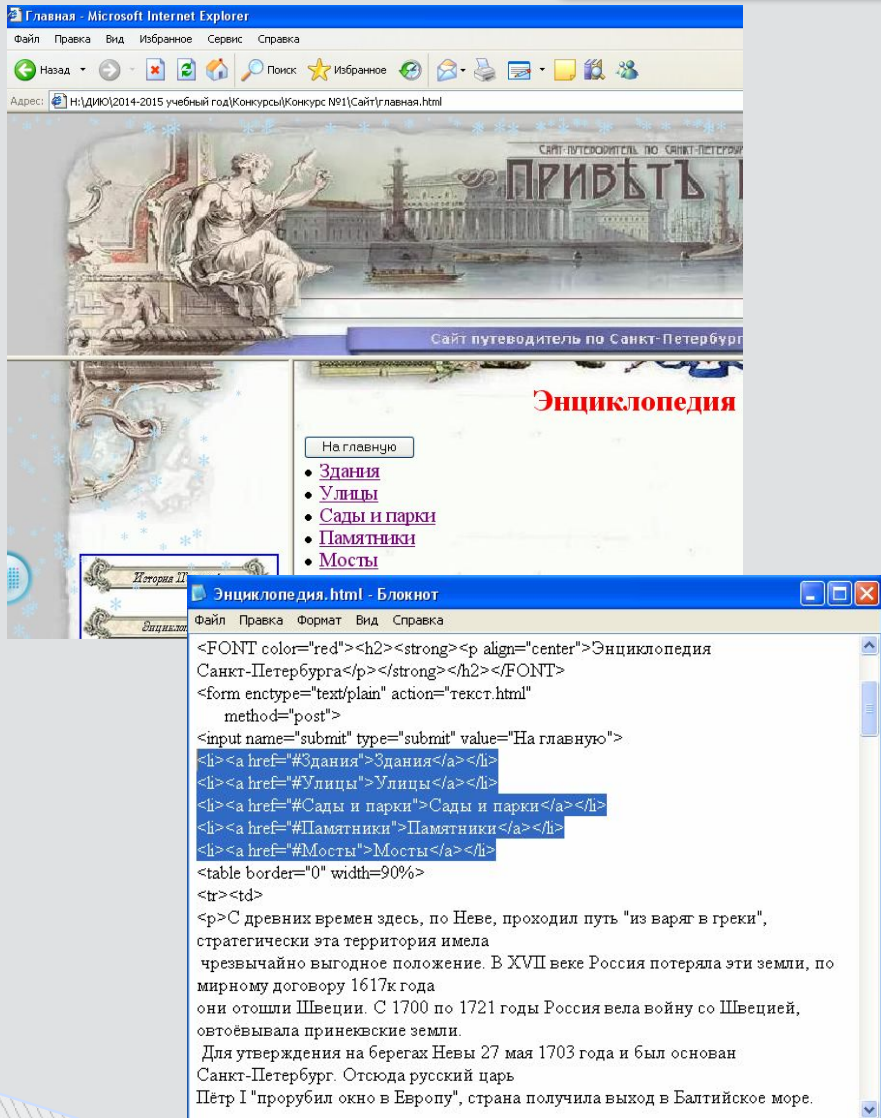 Главная - Microsoft Internet Explorer
Файл Правка Вид Избранное Сервис Справка
Назад Поиск Избранное
Адрес: H:\ДИЮ\2014-2015 учебный год\Конкурсы\Конкурс №1\Сайт\главная.html
САЙТ-ПУТЕВОДИТЕЛЬ ПО САНКТ-ПЕТЕРБУР
ПРИВѢТЪ
Сайт путеводитель по Санкт-Петербург
Энциклопедия
На главную
Здания
Улицы
Сады и парки
Памятники
Мосты
История
Энцикло
Энциклопедия.html - Блокнот
Файл Правка Формат Вид Справка
<FONT color="red"><h2><strong><p align="center">Энциклопедия
Санкт-Петербурга</p></strong></h2></FONT>
<form enctype="text/plain" action="текст.html"
method="post">
<input name="submit" type="submit" value="На главную">
<li><a href="#Здания">Здания</a></li>
<li><a href="#Улицы">Улицы</a></li>
<li><a href="#Сады и парки">Сады и парки</a></li>
<li><a href="#Памятники">Памятники</a></li>
<li><a href="#Мосты">Мосты</a></li>
<table border="0" width=90%>
<tr><td>
<p>С древних времен здесь, по Неве, проходил путь "из варяг в греки",
стратегически эта территория имела
чрезвычайно выгодное положение. В XVII веке Россия потеряла эти земли, по
мирному договору 1617к года
они отошли Швеции. С 1700 по 1721 годы Россия вела войну со Швецией,
овтоёвывала принеквские земли.
Для утверждения на берегах Невы 27 мая 1703 года и был основан
Санкт-Петербург. Отсюда русский царь
Пётр I "прорубил окно в Европу", страна получила выход в Балтийское море.